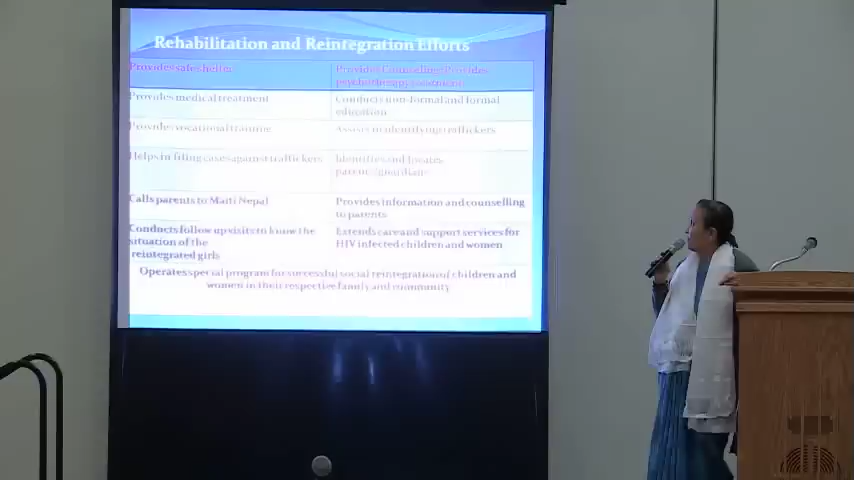 Rehabilitation and Reintegration Efforts
Provides safe shelter
Provides Counselling Provides
psychotherapy treatment
Provides medical treatment
Conducts non-formal and formal
education
Provides vocational training
Assists in identifying traffickers
Helps in filing cases against traffickers
Identifies and locates
parents/guardians
Calls parents to Maiti Nepal
Provides information and counselling
to parents
Conducts follow up visits to know the
situation of the
reintegrated girls
Extends care and support services for
HIV infected children and women
Operates special program for successful social reintegration of children and
women in their respective family and community